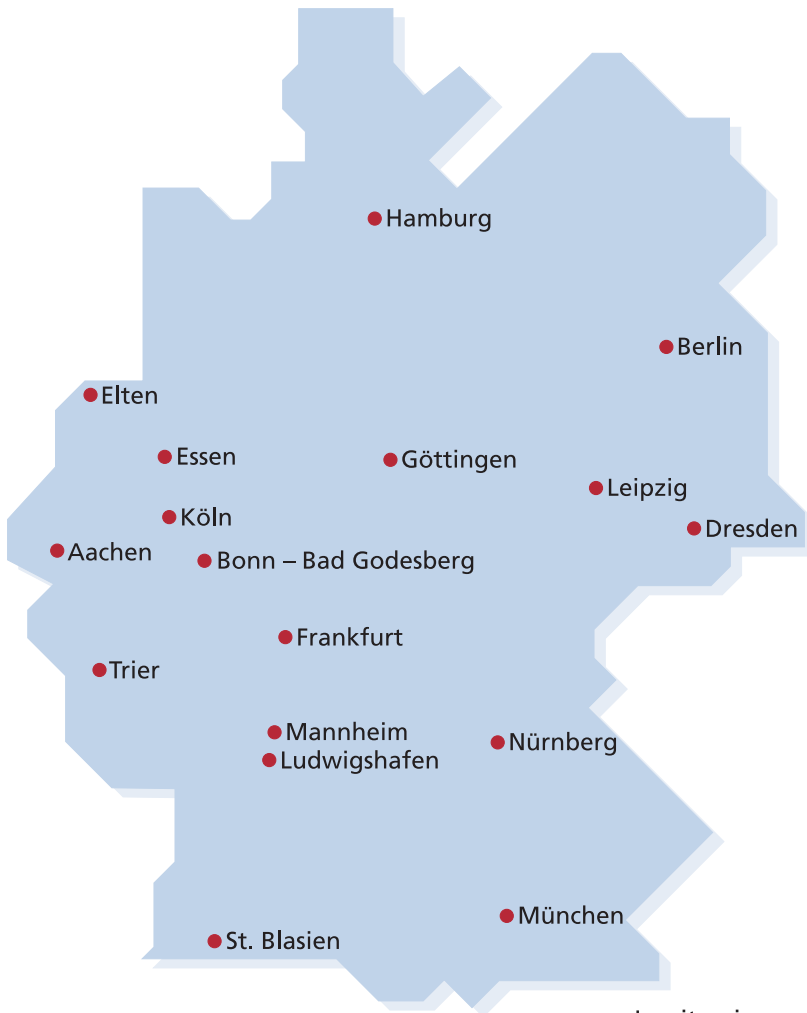 Hamburg
Berlin
Elten
Essen
Göttingen
Leipzig
Köln
Dresden
Aachen
Bonn – Bad Godesberg
Frankfurt
Trier
Mannheim
Nürnberg
Ludwigshafen
München
St. Blasien